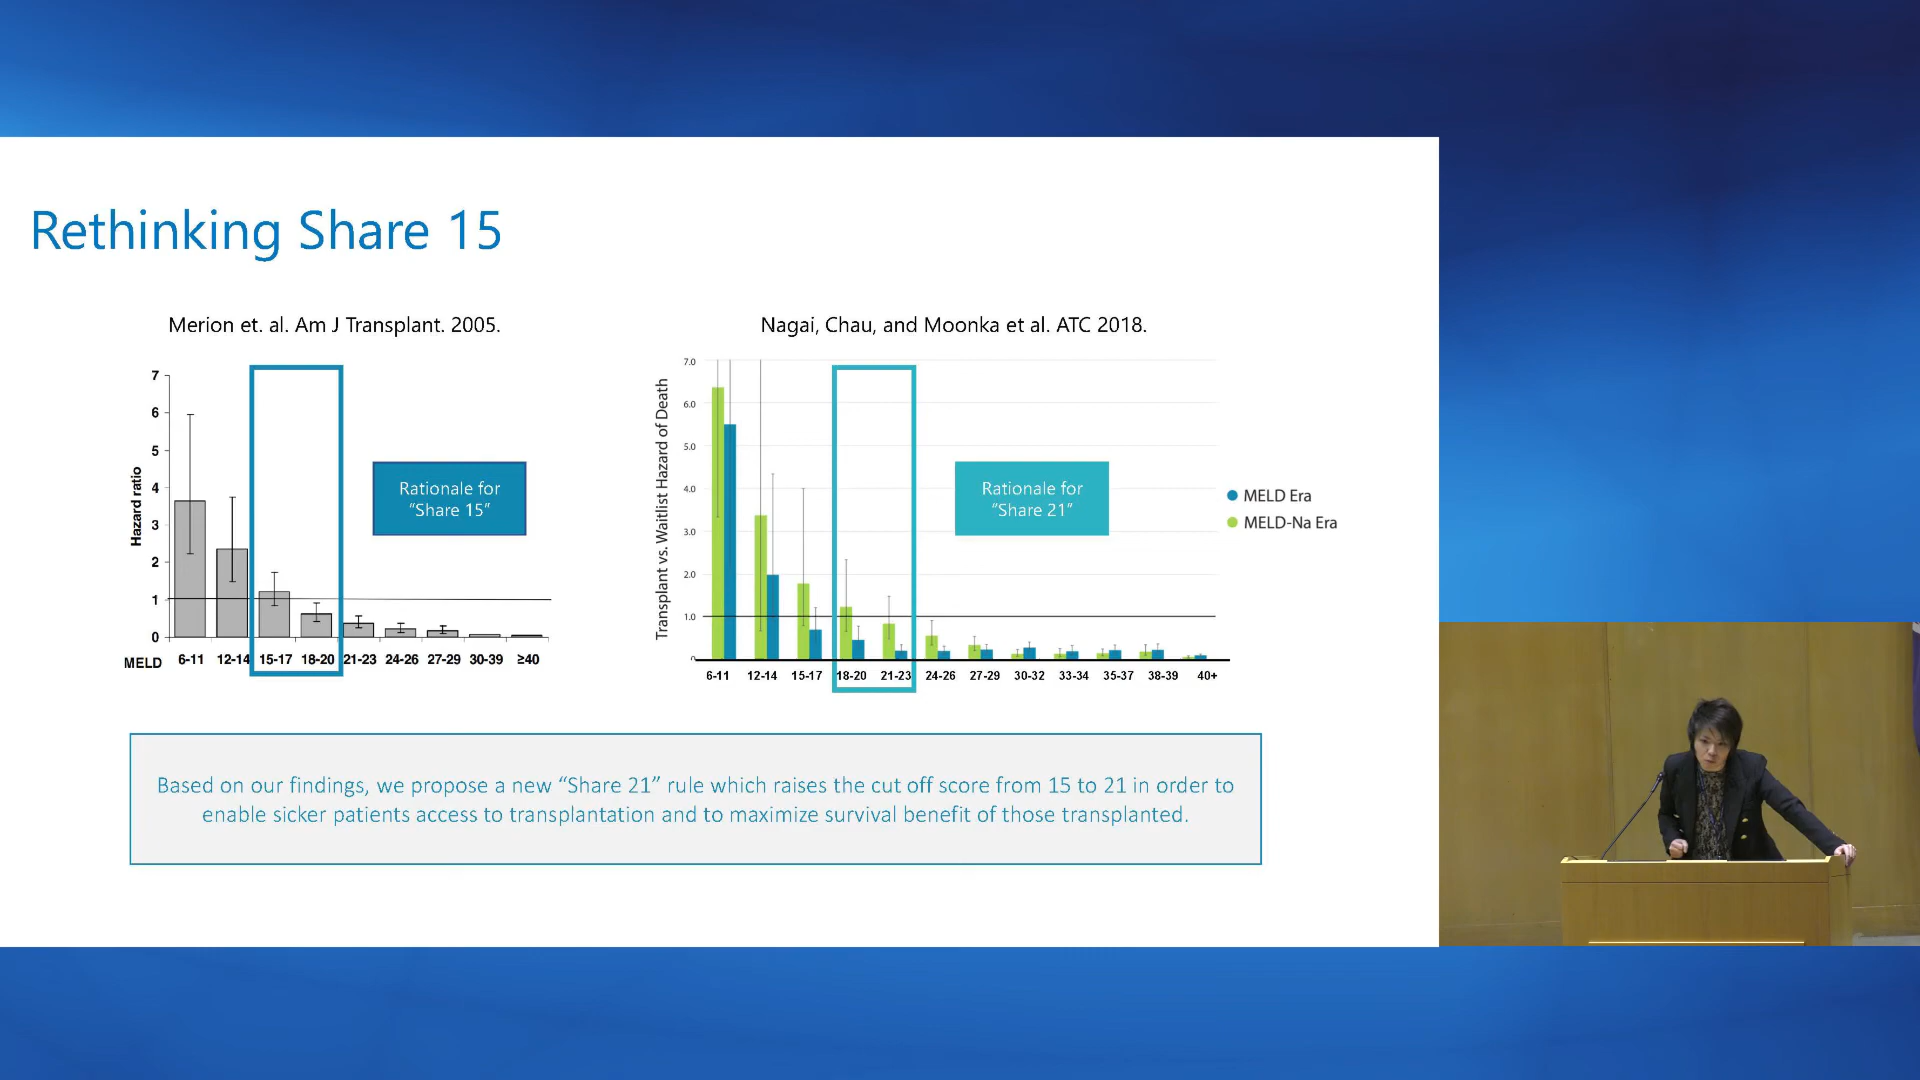 Rethinking Share 15
Merion et. al. Am J Transplant. 2005.
Hazard ratio
7
6
5
4
3
2
1
0
MELD 6-11 12-14 15-17 18-20 21-23 24-26 27-29 30-39 ≥40
Rationale for
“Share 15”
Nagai, Chau, and Moonka et al. ATC 2018.
Transplant vs. Waitlist Hazard of Death
7.0
6.0
5.0
4.0
3.0
2.0
1.0
6-11 12-14 15-17 18-20 21-23 24-26 27-29 30-32 33-34 35-37 38-39 40+
Rationale for
“Share 21”
MELD Era
MELD-Na Era
Based on our findings, we propose a new “Share 21” rule which raises the cut off score from 15 to 21 in order to
enable sicker patients access to transplantation and to maximize survival benefit of those transplanted.